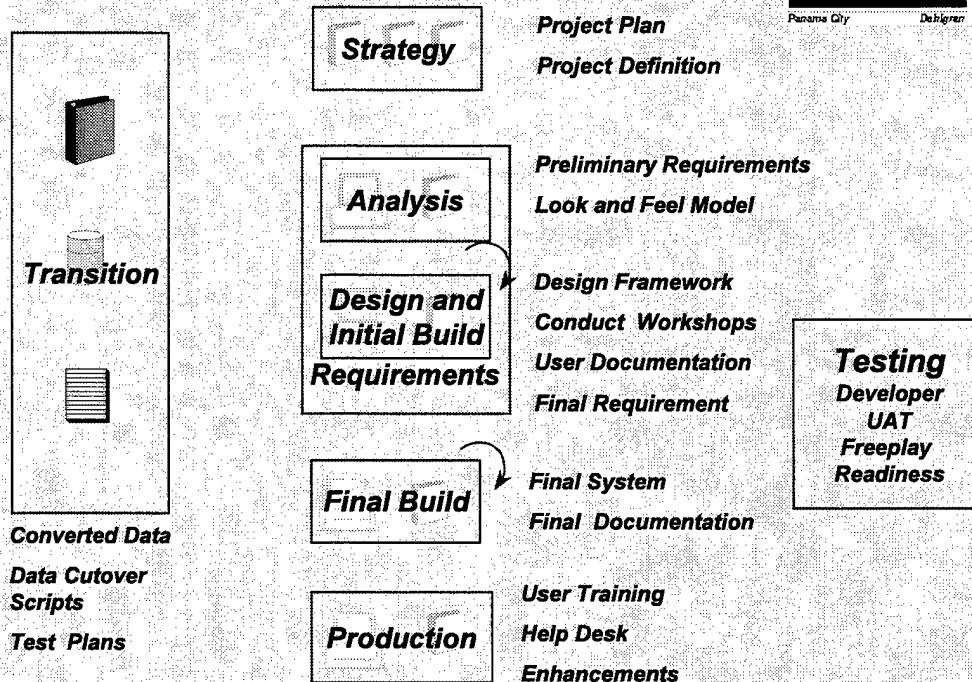 Panama City Dahlgren
Strategy
Project Plan
Project Definition
Analysis
Preliminary Requirements
Look and Feel Model
Transition
Design and
Initial Build
Requirements
Design Framework
Conduct Workshops
User Documentation
Final Requirement
Testing
Developer
UAT
Freeplay
Readiness
Final Build
Final System
Final Documentation
Converted Data
Data Cutover
Scripts
Test Plans
Production
User Training
Help Desk
Enhancements